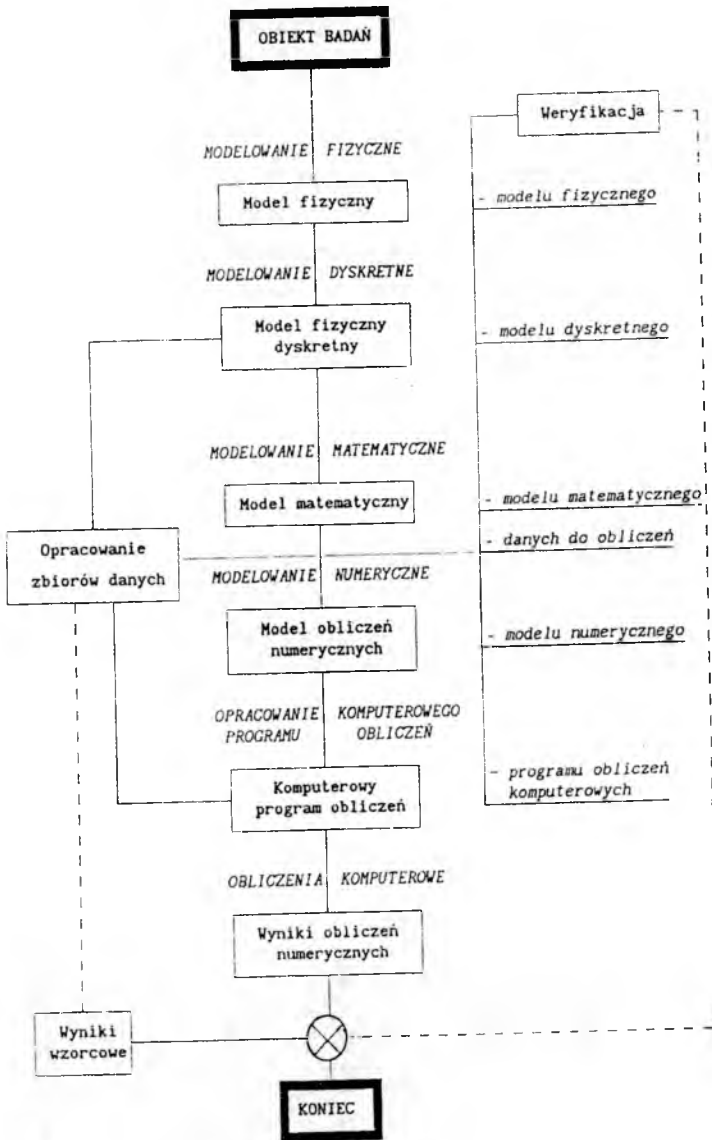 OBIEKT BADAŃ
Weryfikacja
MODELOWANIE FIZYCZNE
Model fizyczny
- modelu fizycznego
MODELOWANIE DYSKRETNE
Model fizyczny
dyskretny
- modelu dyskretnego
MODELOWANIE MATEMATYCZNE
Model matematyczny
- modelu matematycznego
Opracowanie
zbiorów danych
- danych do obliczeń
MODELOWANIE NUMERYCZNE
Model obliczeń
numerycznych
- modelu numerycznego
OPRACOWANIE KOMPUTEROWEGO
PROGRAMU OBLICZEŃ
Komputerowy
program obliczeń
- programu obliczeń
komputerowych
OBLICZENIA KOMPUTEROWE
Wyniki obliczeń
numerycznych
Wyniki
wzorcowe
KONIEC